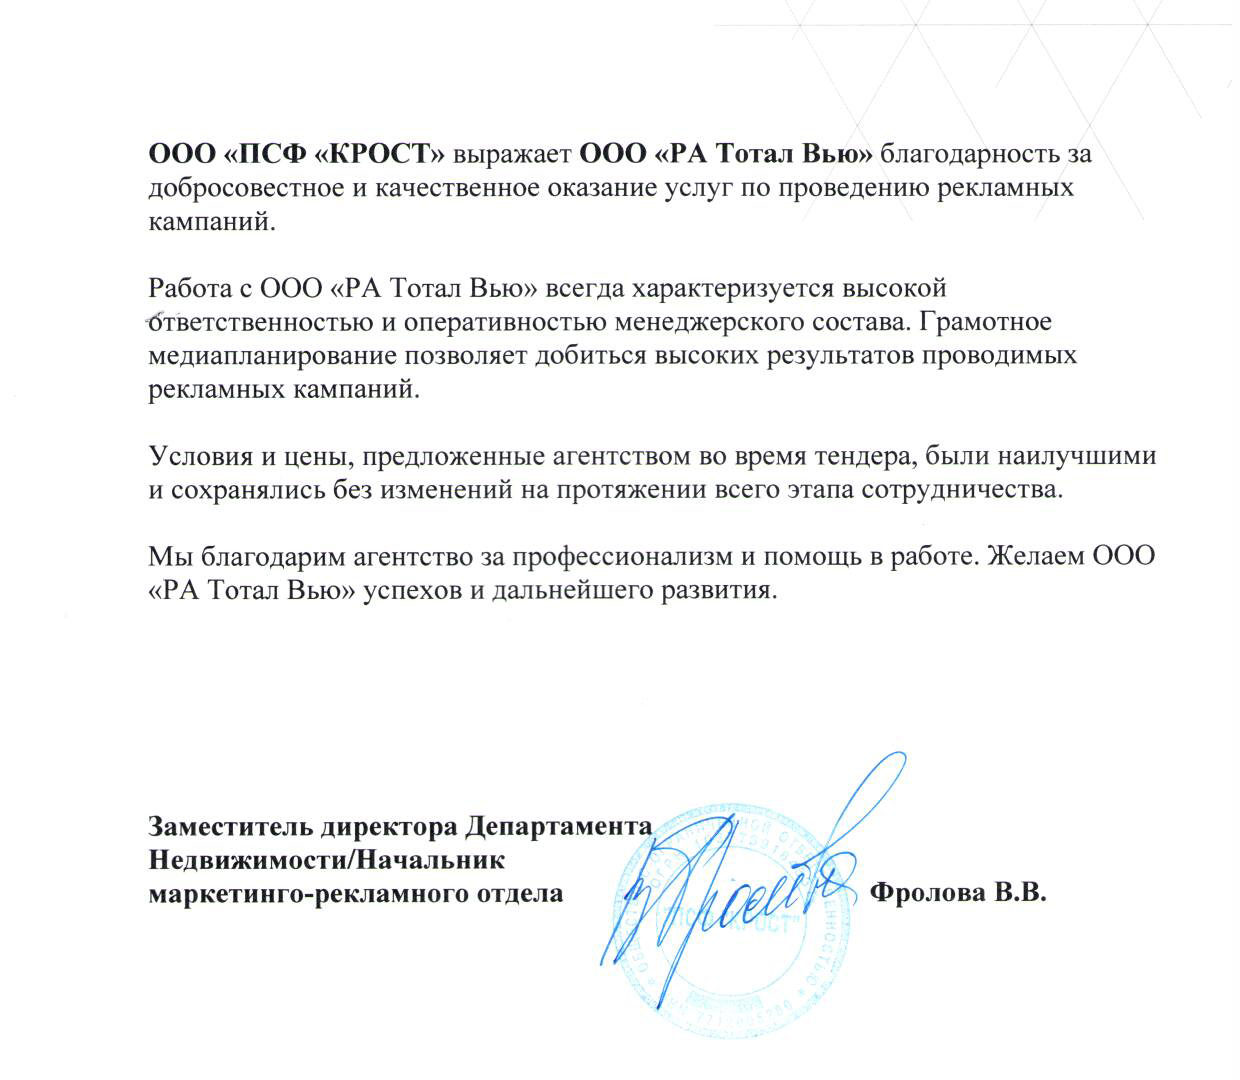 ООО «ПСФ «КРОСТ» выражает ООО «РА Тотал Вью» благодарность за
добросовестное и качественное оказание услуг по проведению рекламных
кампаний.
Работа с ООО «РА Тотал Вью» всегда характеризуется высокой
ответственностью и оперативностью менеджерского состава. Грамотное
медиапланирование позволяет добиться высоких результатов проводимых
рекламных кампаний.
Условия и цены, предложенные агентством во время тендера, были наилучшими
и сохранялись без изменений на протяжении всего этапа сотрудничества.
Мы благодарим агентство за профессионализм и помощь в работе. Желаем ООО
«РА Тотал Вью» успехов и дальнейшего развития.
Заместитель директора Департамента
Недвижимости/Начальник
маркетинго-рекламного отдела
Фролова В.В.
"ПСФ "КРОСТ"